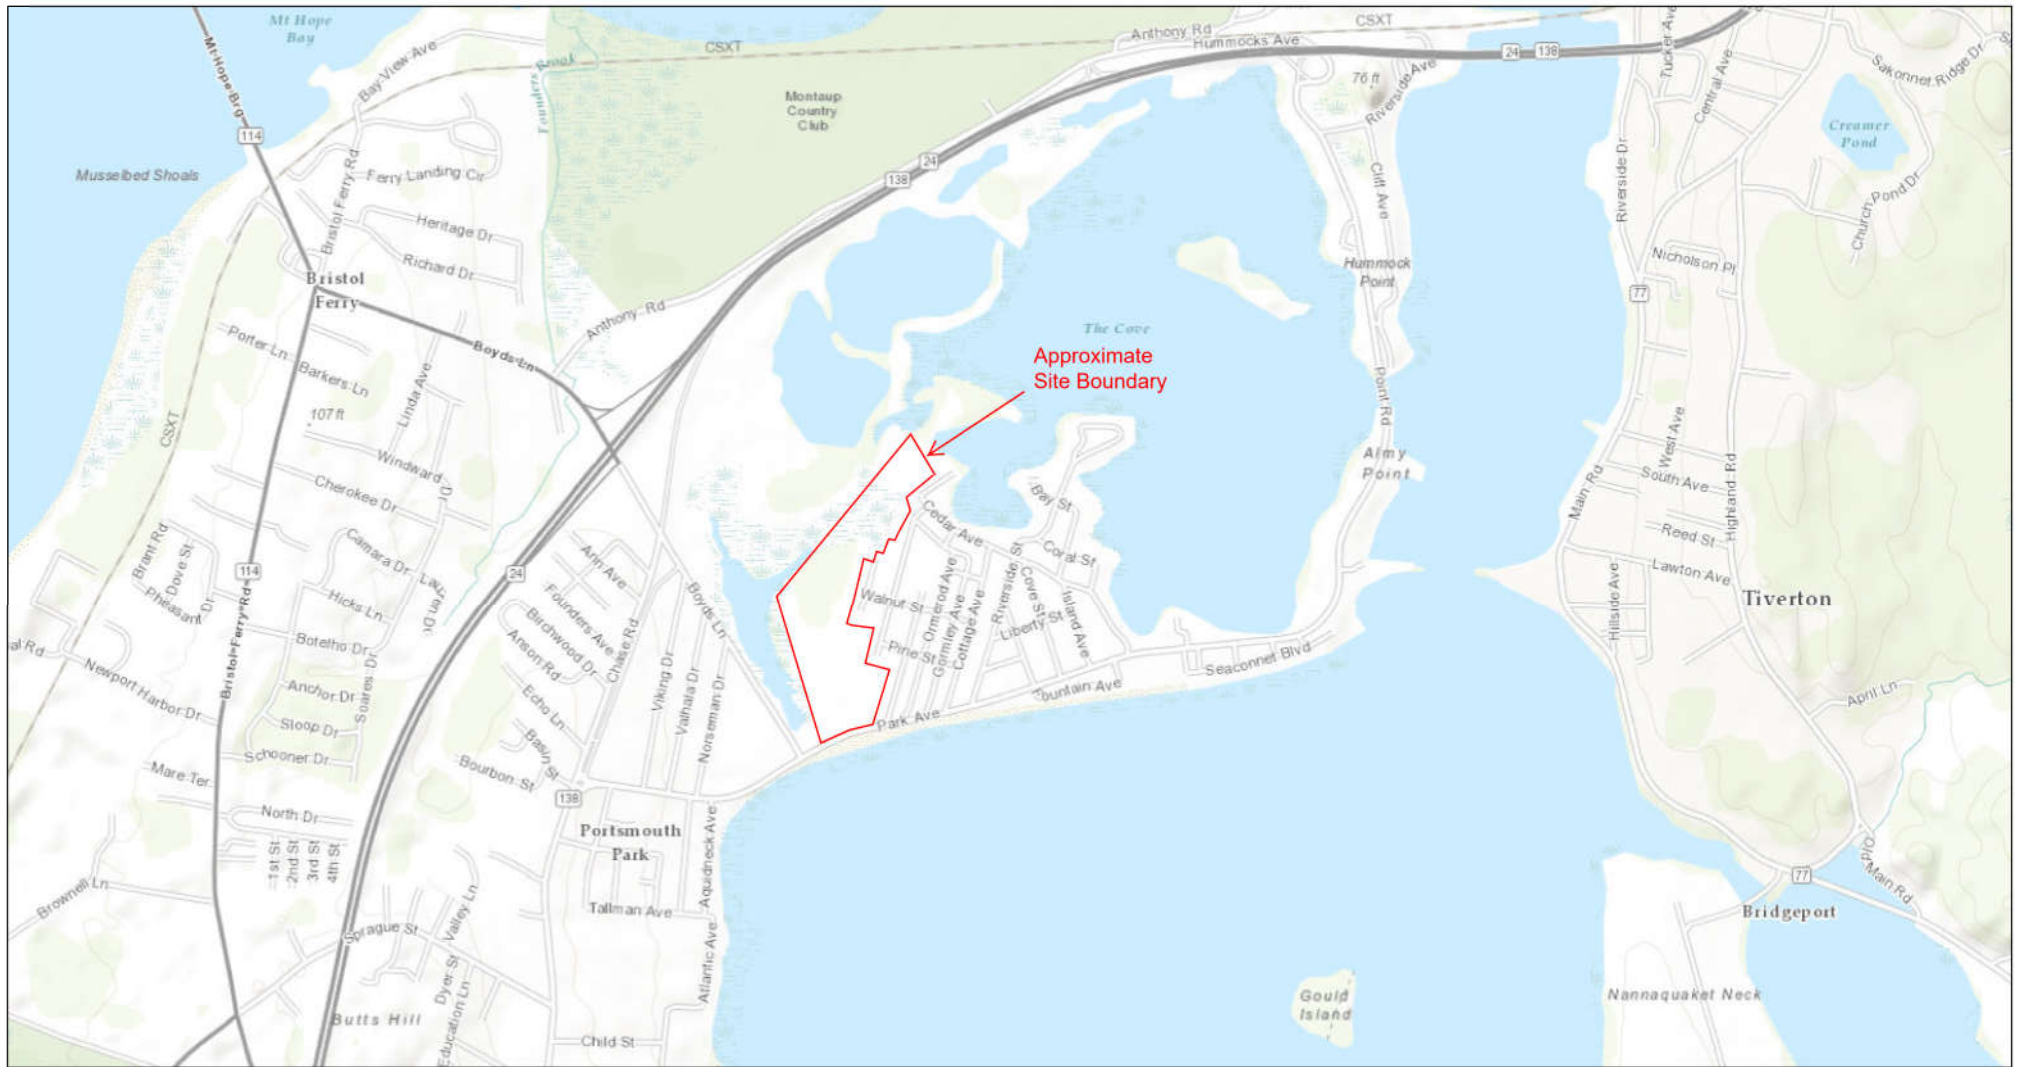 Mt Hope
Bay
Mt Hope Brg
Bay View Ave
Founders Brook
CSXT
Anthony Rd
Hummocks Ave
CSXT
24
138
Tucker Ave
Central Ave
Sakonnet Ridge Dr
Creamer
Pond
Montaup
Country
Club
76 ft
Riverside Ave
114
Musselbed Shoals
Bristol Ferry Rd
Ferry Landing Cir
Heritage Dr
Richard Dr
24
138
Cliff Ave
Riverside Dr
Church Pond Dr
Nicholson Pl
77
Bristol
Ferry
Anthony Rd
Hummock
Point
The Cove
Approximate
Site Boundary
Porter Ln
Barkers Ln
Boyds Ln
Linda Ave
107 ft
CSXT
Windward Dr
Cherokee Dr
Point Rd
Almy
Point
West Ave
South Ave
Main Rd
Highland Rd
Reed St
Lawton Ave
Hillside Ave
Tiverton
Brant Rd
Dove St
Pheasant Dr
114
Camara Dr
Hicks Ln
Botelho Dr
24
Ann Ave
Founders Ave
Birchwood Dr
Anson Rd
Chase Rd
Boyds Ln
Bay St
Cedar Ave
Coral St
Riverside St
Cove St
Liberty St
Island Ave
Walnut St
Ormerod Ave
Gormley Ave
Cottage Ave
Pine St
Seaconnet Blvd
Park Ave
Newport Harbor Dr
Bristol Ferry Rd
Anchor Dr
Soares Dr
Sloop Dr
Schooner Dr
Echo Ln
Basin St
Bourbon St
Viking Dr
Valhala Dr
Norseman Dr
April Ln
Mare Ter
North Dr
1st St
2nd St
3rd St
4th St
138
Portsmouth
Park
Aquidneck Ave
Brownell Ln
Sprague St
Valley Ln
Tallman Ave
Atlantic Ave
Dyer St
Education Ln
Butts Hill
Child St
Gould
Island
77
Old Main Rd
Bridgeport
Nannaquaket Neck